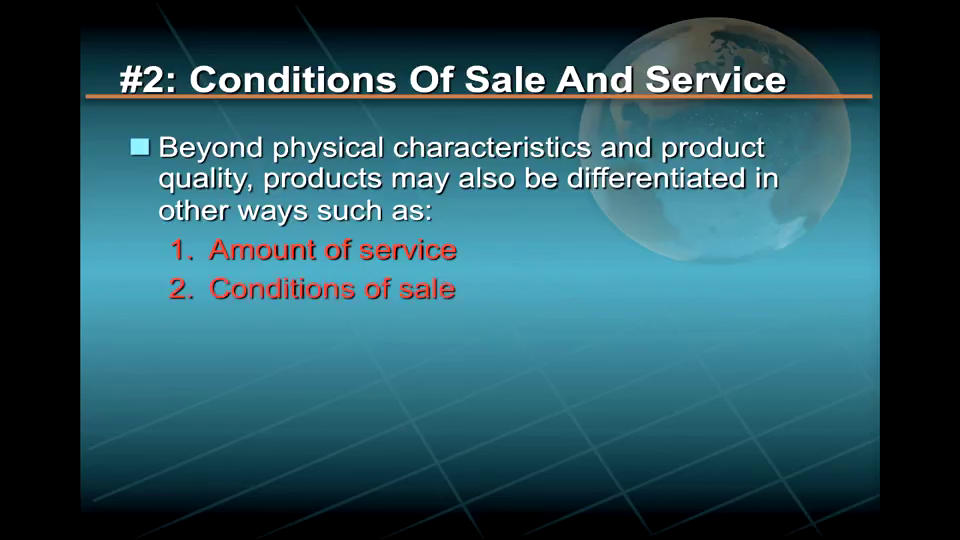 #2: Conditions Of Sale And Service
Beyond physical characteristics and product
quality, products may also be differentiated in
other ways such as:
1. Amount of service
2. Conditions of sale